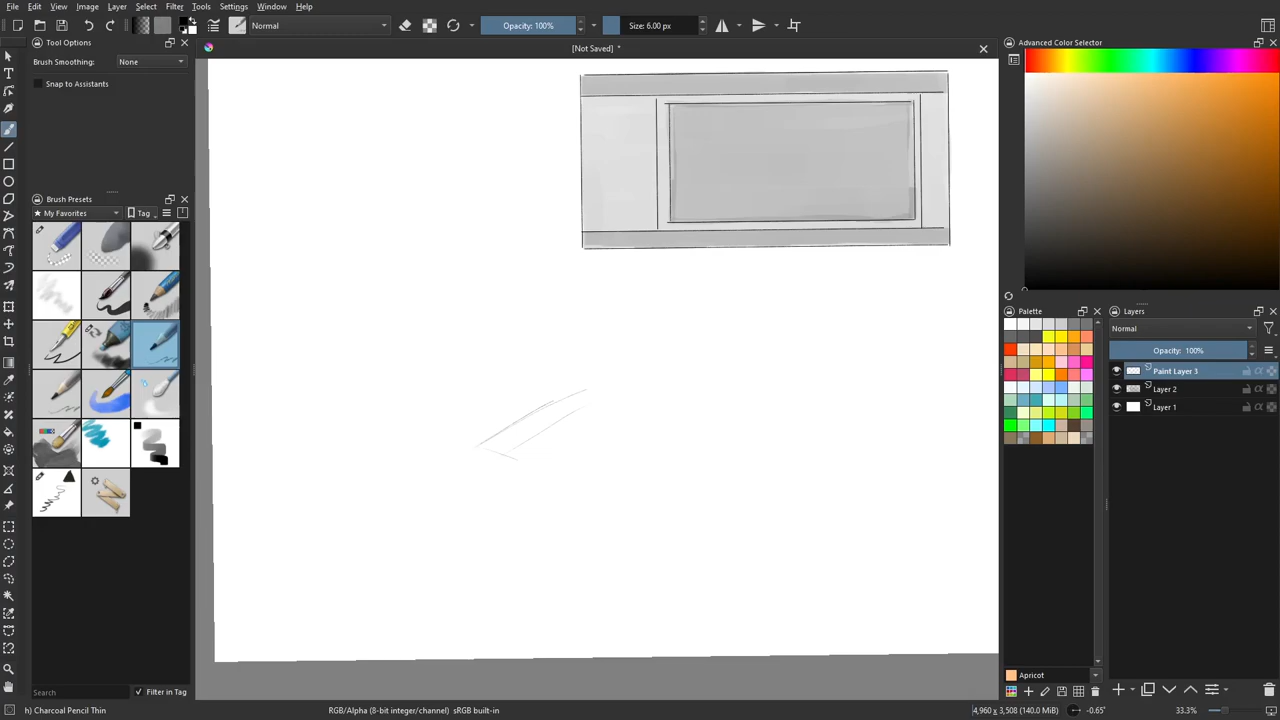 File Edit View Image Layer Select Filter Tools Settings Window Help
Normal
Opacity: 100%
Size: 6.00 px
Tool Options
[Not Saved] *
Advanced Color Selector
Brush Smoothing: None
Snap to Assistants
Brush Presets
My Favorites
Tag
Palette
Layers
Normal
Opacity: 100%
Paint Layer 3
Layer 2
Layer 1
Apricot
Search
Filter in Tag
h) Charcoal Pencil Thin
RGB/Alpha (8-bit integer/channel) sRGB built-in
4,960 x 3,508 (140.0 MiB)
-0.65°
33.3%